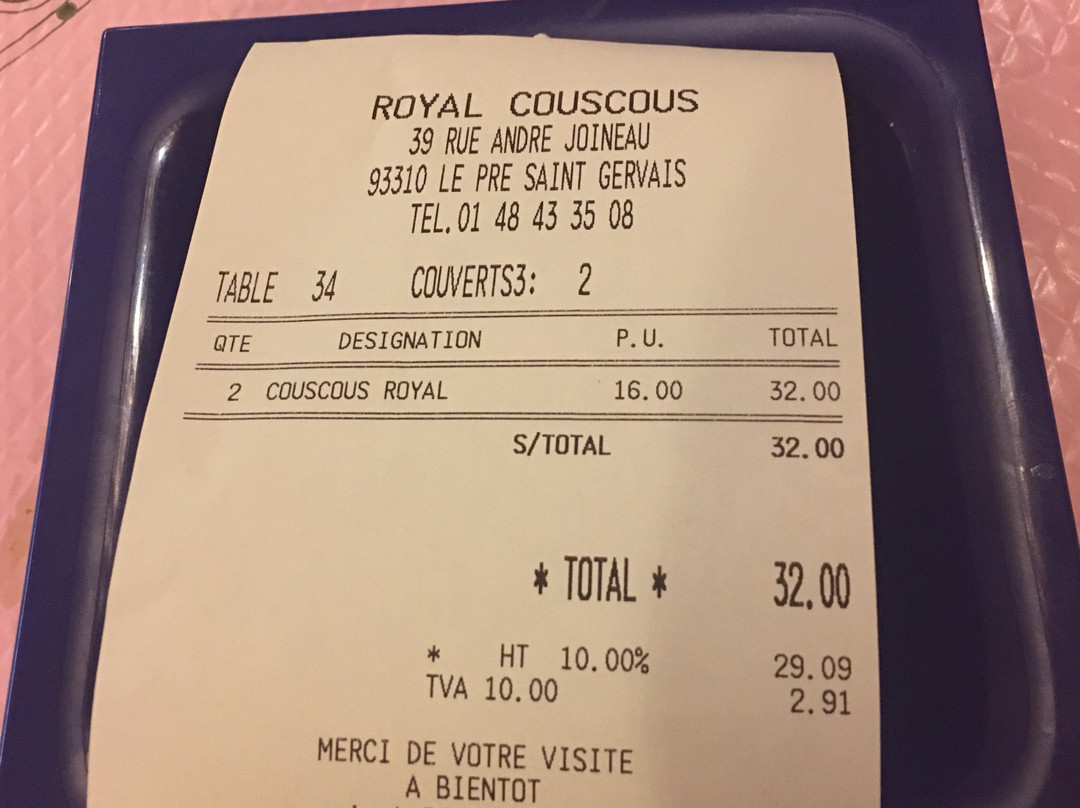 ROYAL COUSCOUS
39 RUE ANDRE JOINEAU
93310 LE PRE SAINT GERVAIS
TEL.01 48 43 35 08
TABLE 34 COUVERTS3: 2
QTE DESIGNATION P.U. TOTAL
2 COUSCOUS ROYAL 16.00 32.00
S/TOTAL 32.00
* TOTAL * 32.00
* HT 10.00% 29.09
TVA 10.00 2.91
MERCI DE VOTRE VISITE
A BIENTOT